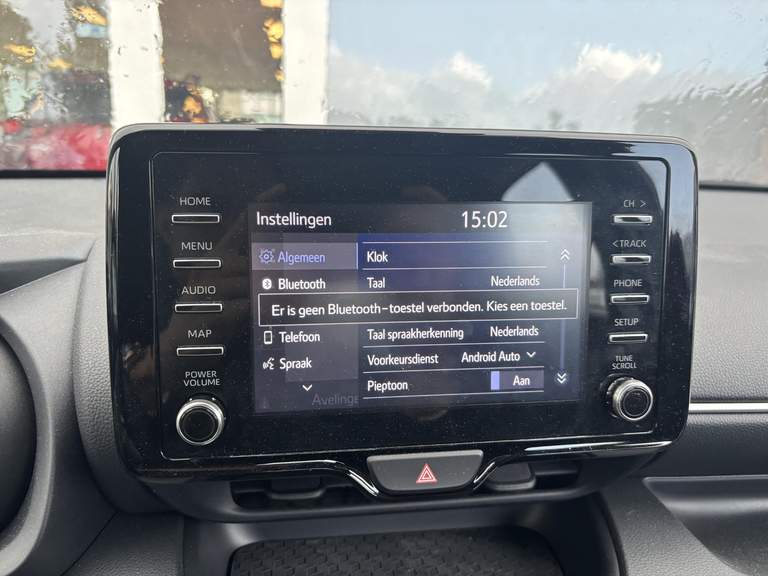 HOME
MENU
AUDIO
MAP
POWER
VOLUME
Instellingen 15:02
Algemeen
Bluetooth
Telefoon
Spraak
Klok
Taal Nederlands
Er is geen Bluetooth-toestel verbonden. Kies een toestel.
Taal spraakherkenning Nederlands
Voorkeursdienst Android Auto
Pieptoon Aan
Avelinge
CH >
< TRACK
PHONE
SETUP
TUNE
SCROLL